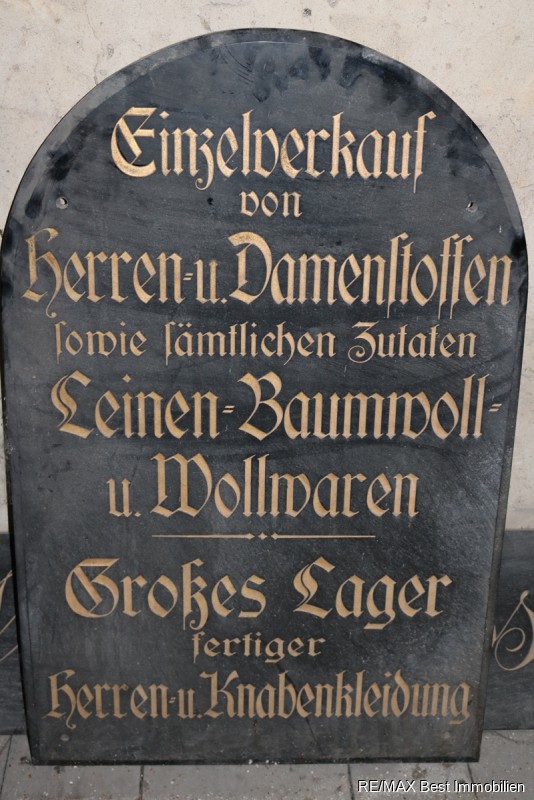 Einzelverkauf
von
Herren- u. Damenstoffen
sowie sämtlichen Zutaten
Leinen- Baumwoll-
u. Wollwaren
Großes Lager
fertiger
Herren- u. Knabenkleidung
RE/MAX Best Immobilien